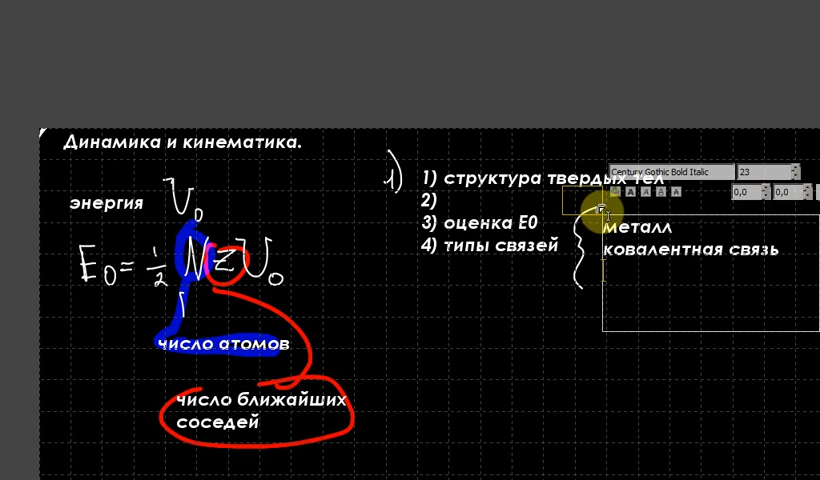 Динамика и кинематика.
энергия U₀
E₀ = 1/2 N z U₀
число атомов
число ближайших
соседей
1)
1) структура твердых тел
2)
3) оценка E0
4) типы связей
Century Gothic Bold Italic 23
0,0 0,0
металл
ковалентная связь